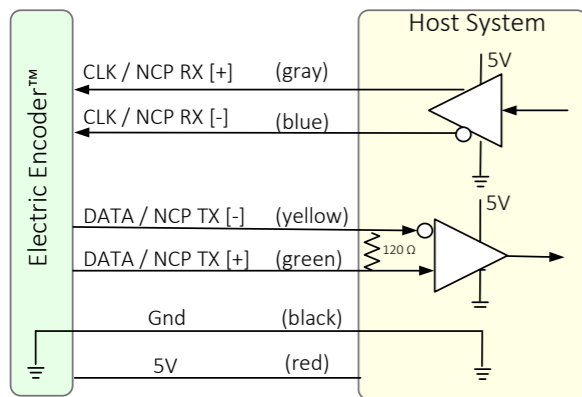 Host System
Electric Encoder™
5V
CLK / NCP RX [+] (gray)
CLK / NCP RX [-] (blue)
5V
DATA / NCP TX [-] (yellow)
120 Ω
DATA / NCP TX [+] (green)
Gnd (black)
5V (red)